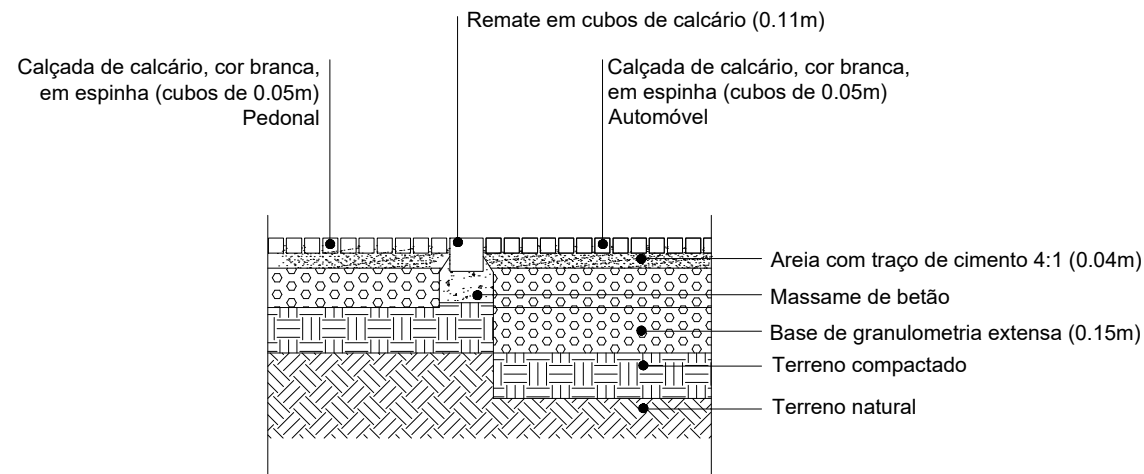 Remate em cubos de calcário (0.11m)
Calçada de calcário, cor branca,
em espinha (cubos de 0.05m)
Pedonal
Calçada de calcário, cor branca,
em espinha (cubos de 0.05m)
Automóvel
Areia com traço de cimento 4:1 (0.04m)
Massame de betão
Base de granulometria extensa (0.15m)
Terreno compactado
Terreno natural